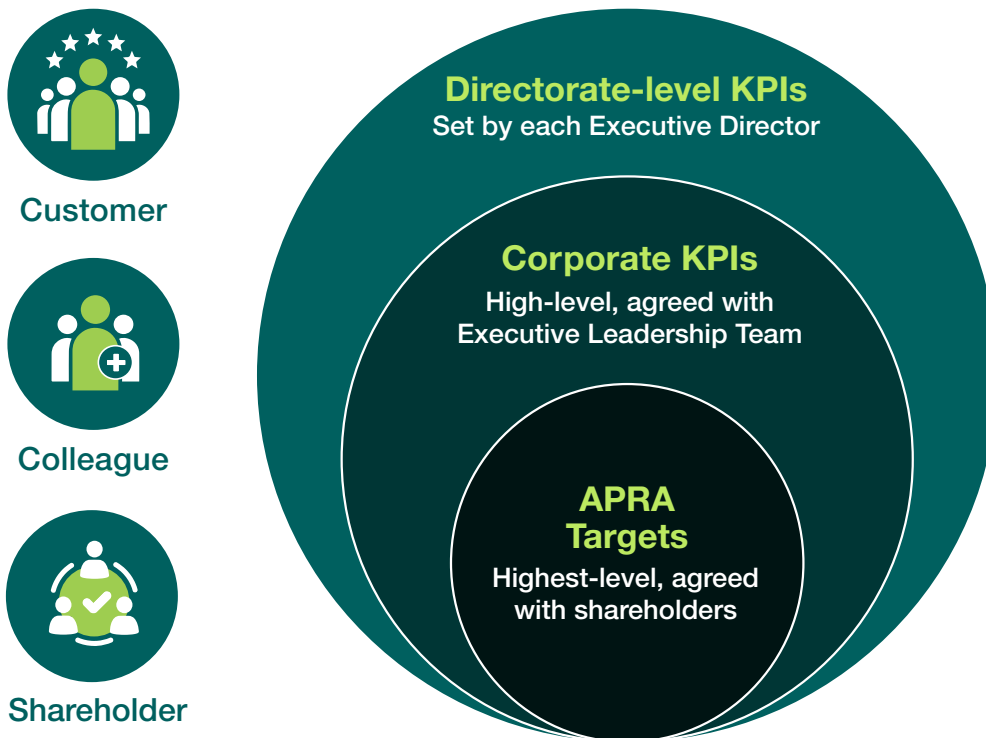 Customer
Colleague
Shareholder
Directorate-level KPIs
Set by each Executive Director
Corporate KPIs
High-level, agreed with
Executive Leadership Team
APRA
Targets
Highest-level, agreed
with shareholders